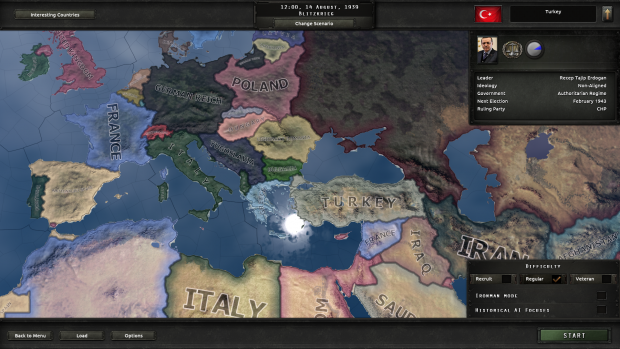 Interesting Countries
12:00, 14 August, 1939
Blitzkrieg
Change Scenario
Turkey
Leader Recep Tajip Erdogan
Ideology Non-Aligned
Government Authoritarian Regime
Next Election February 1943
Ruling Party CHP
POLAND
GERMAN REICH
FRANCE
TURKEY
FRANCE
IRAQ
IRAN
ITALY
SAUDI
Difficulty
Recruit Regular Veteran
Ironman mode
Historical AI Focuses
Back to Menu Load Options START